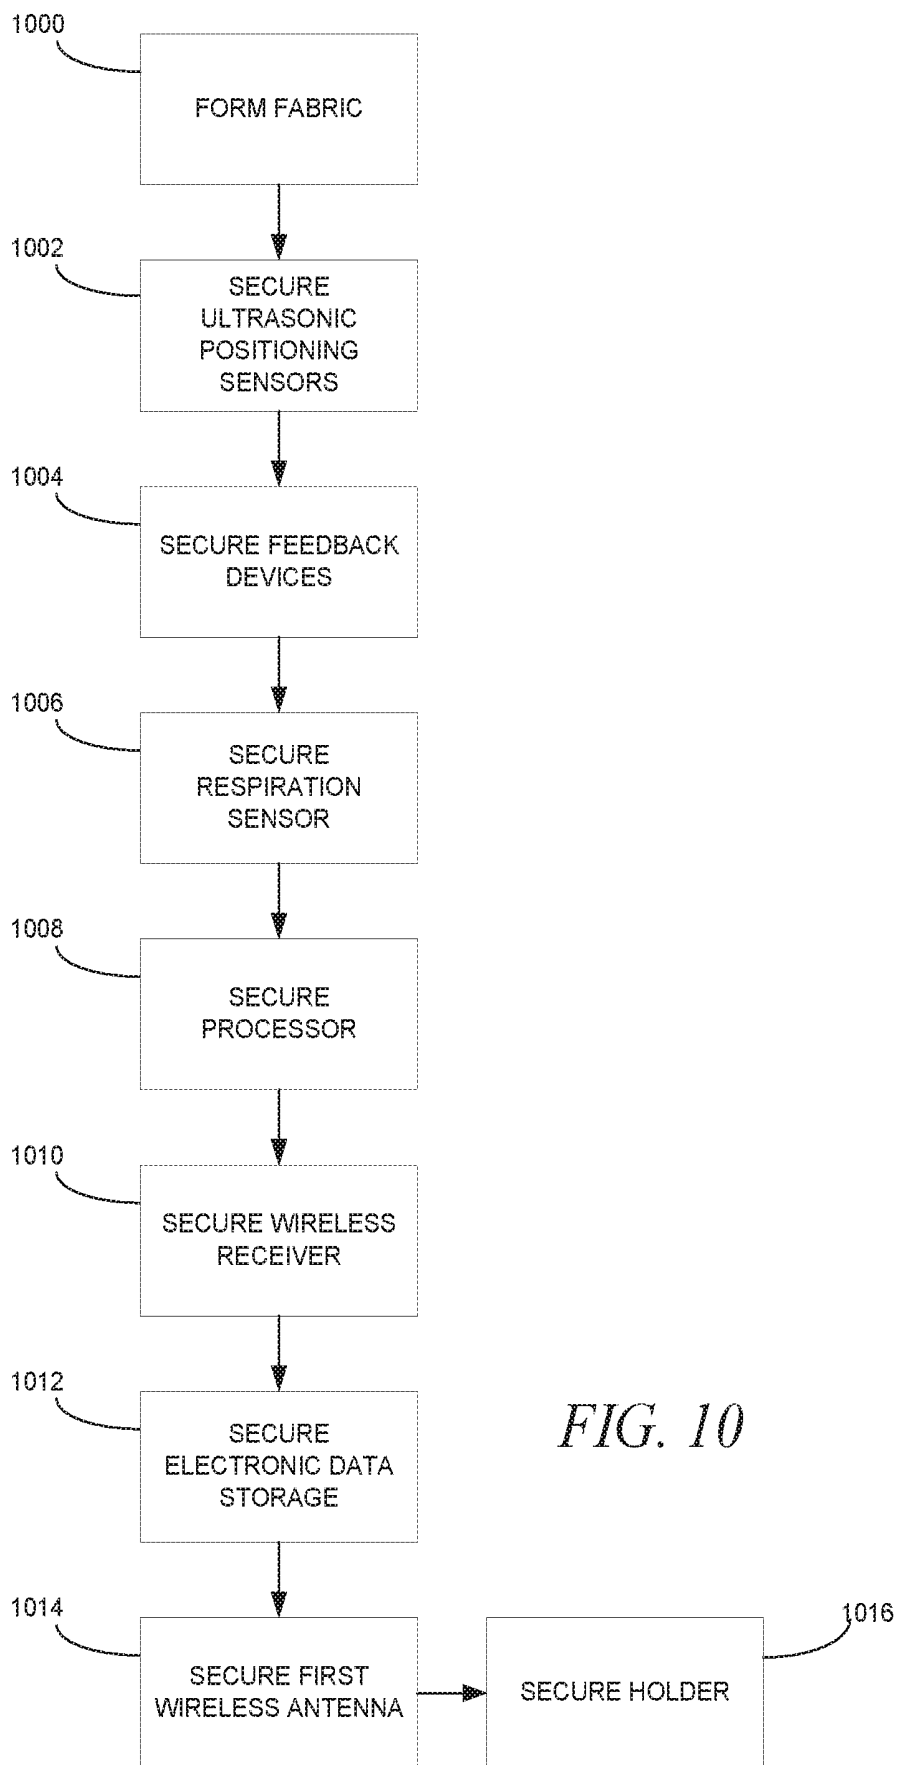 1000
FORM FABRIC
1002
SECURE
ULTRASONIC
POSITIONING
SENSORS
1004
SECURE FEEDBACK
DEVICES
1006
SECURE
RESPIRATION
SENSOR
1008
SECURE
PROCESSOR
1010
SECURE WIRELESS
RECEIVER
1012
SECURE
ELECTRONIC DATA
STORAGE
FIG. 10
1014
SECURE FIRST
WIRELESS ANTENNA
1016
SECURE HOLDER